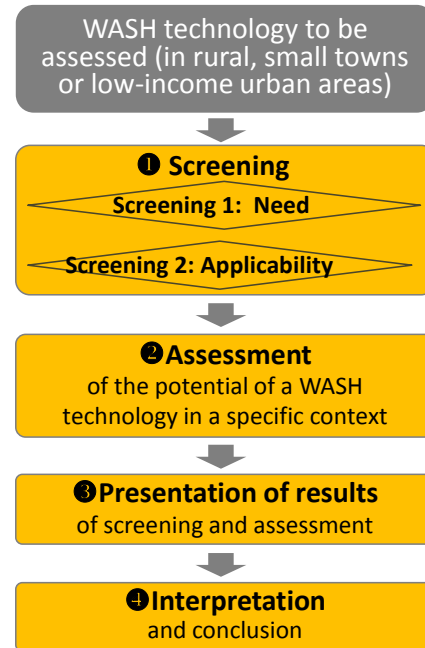 WASH technology to be
assessed (in rural, small towns
or low-income urban areas)
❶ Screening
Screening 1: Need
Screening 2: Applicability
❷Assessment
of the potential of a WASH
technology in a specific context
❸Presentation of results
of screening and assessment
❹Interpretation
and conclusion